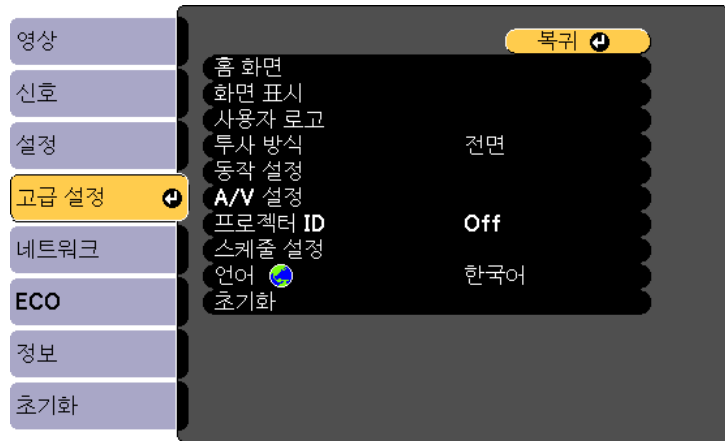 영상
신호
설정
고급 설정
네트워크
ECO
정보
초기화
복귀
홈 화면
화면 표시
사용자 로고
투사 방식 전면
동작 설정
A/V 설정
프로젝터 ID Off
스케줄 설정
언어 한국어
초기화